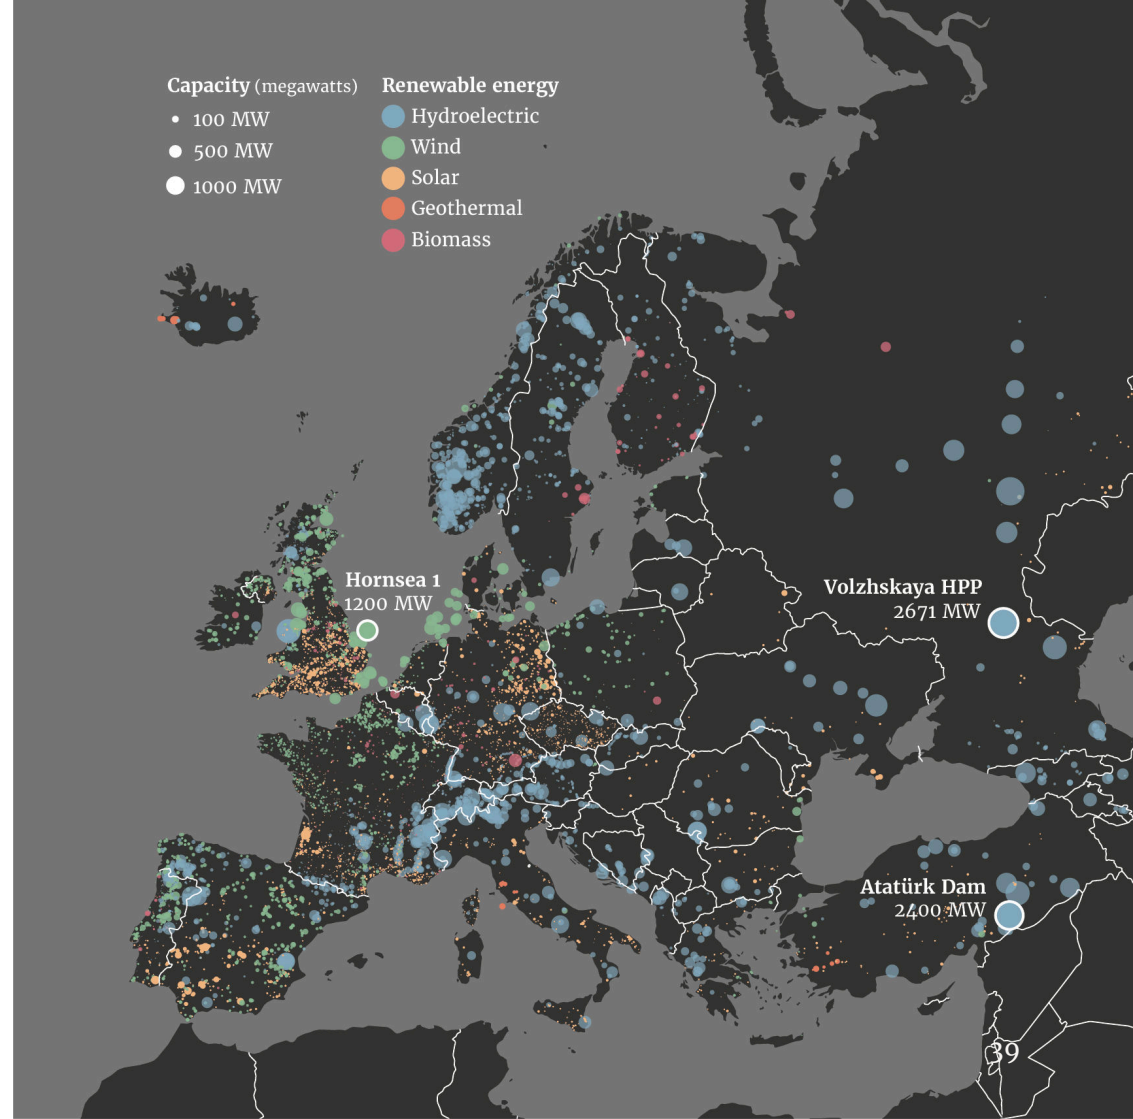 Capacity (megawatts)
100 MW
500 MW
1000 MW
Renewable energy
Hydroelectric
Wind
Solar
Geothermal
Biomass
Hornsea 1
1200 MW
Volzhskaya HPP
2671 MW
Atatürk Dam
2400 MW
39